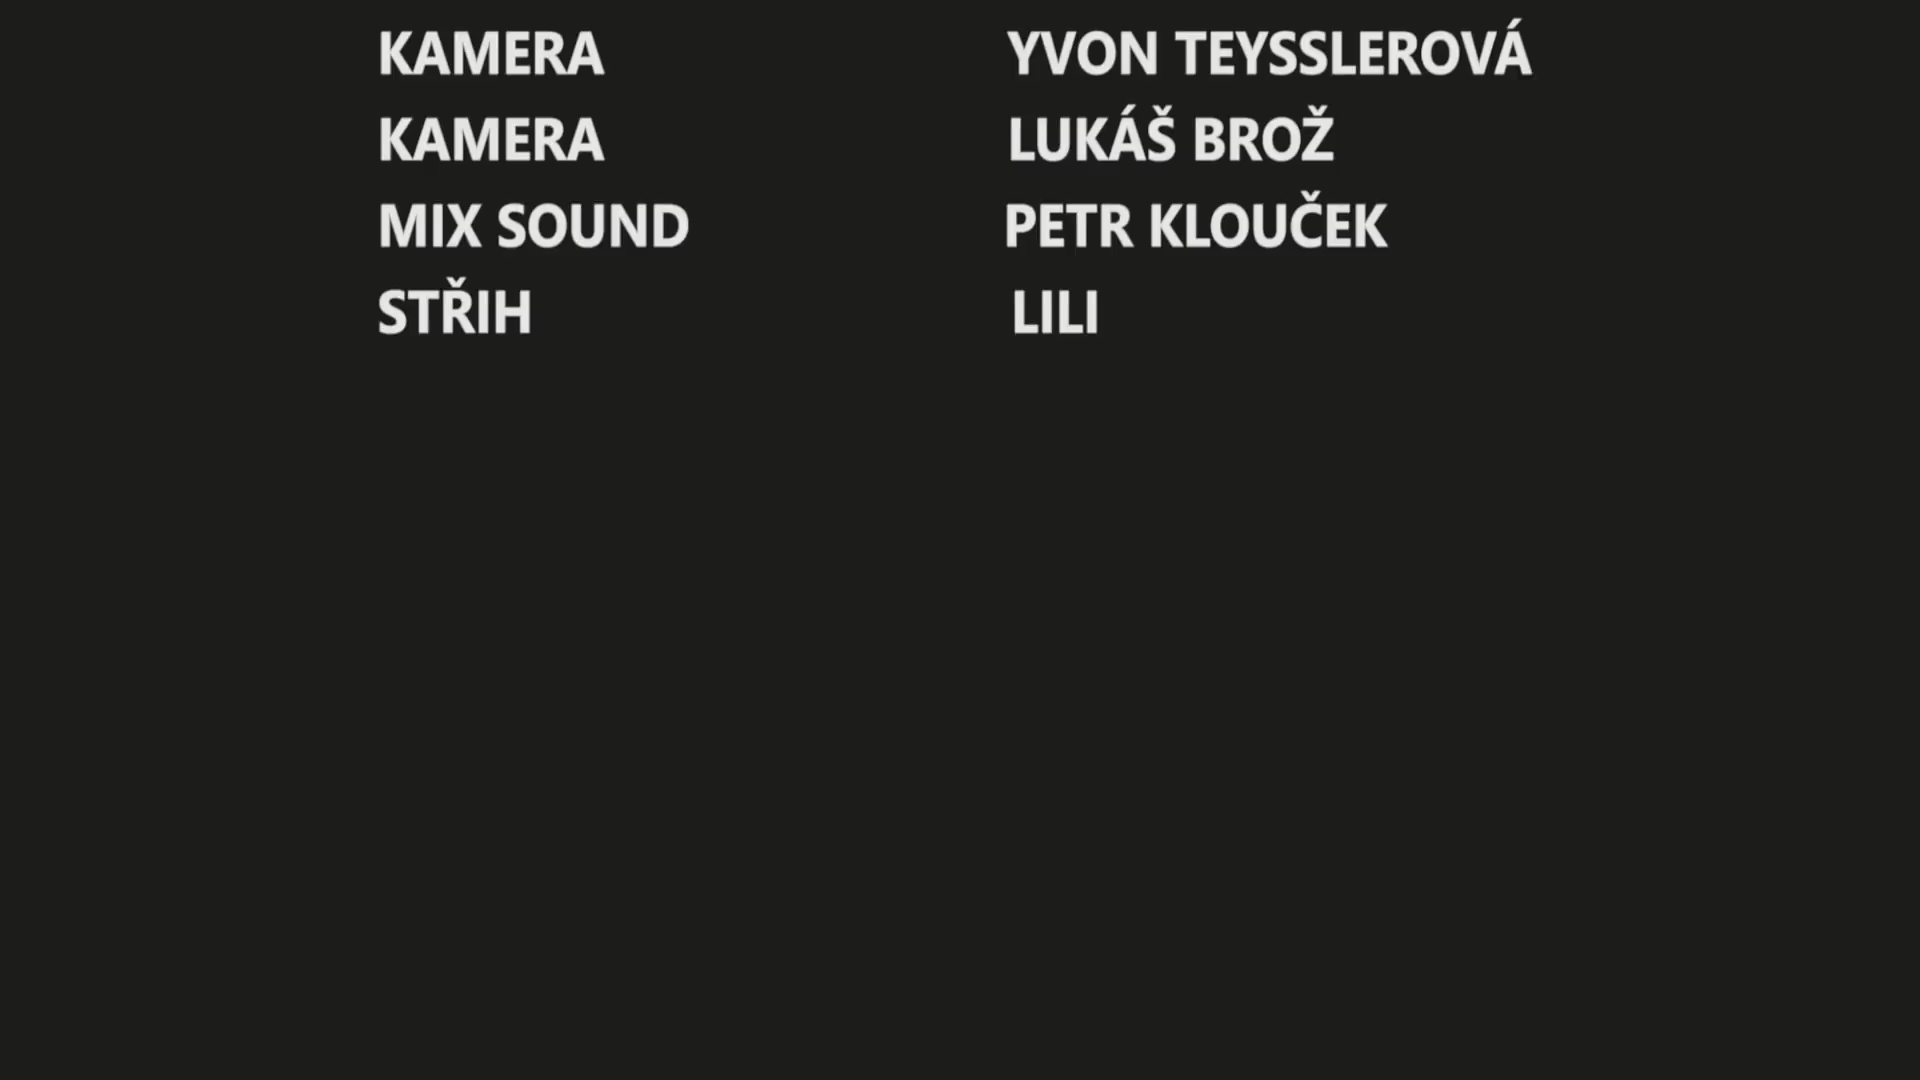 KAMERA YVON TEYSSLEROVÁ
KAMERA LUKÁŠ BROŽ
MIX SOUND PETR KLOUČEK
STŘIH LILI